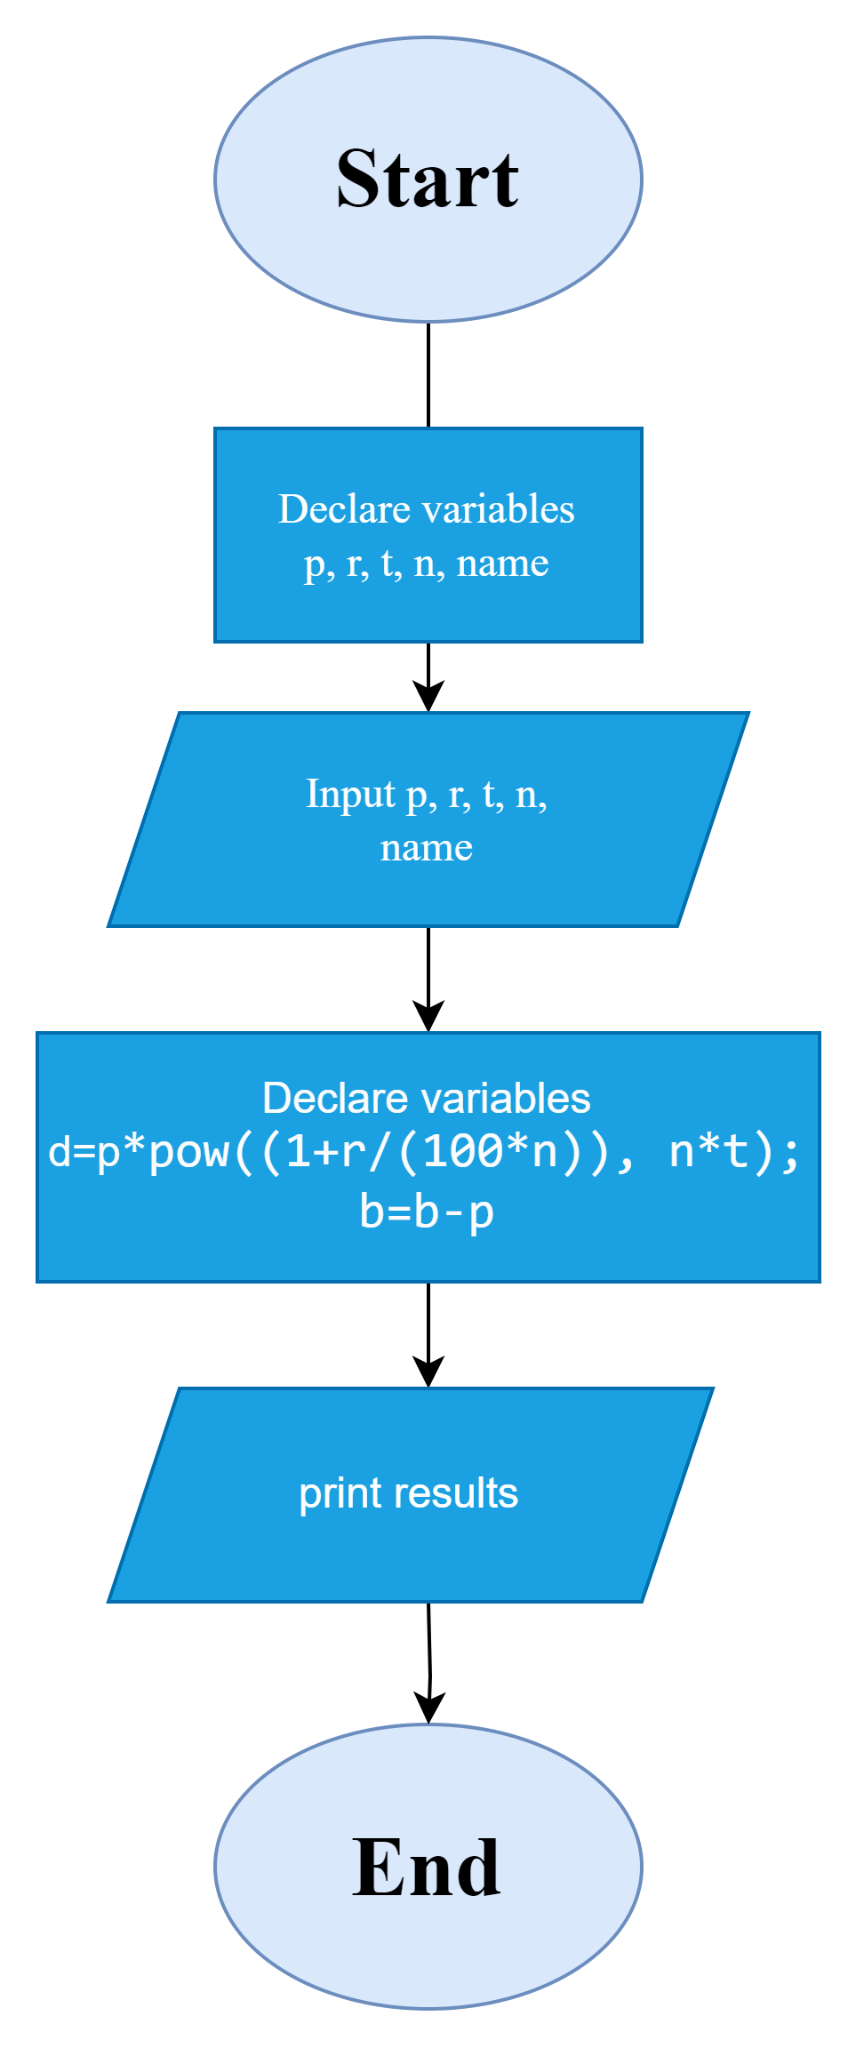 Start
Declare variables
p, r, t, n, name
Input p, r, t, n,
name
Declare variables
d=p*pow((1+r/(100*n)), n*t);
b=b-p
print results
End